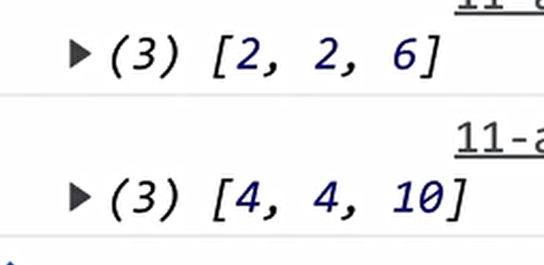 ▶ (3) [2, 2, 6]
11-a
▶ (3) [4, 4, 10]